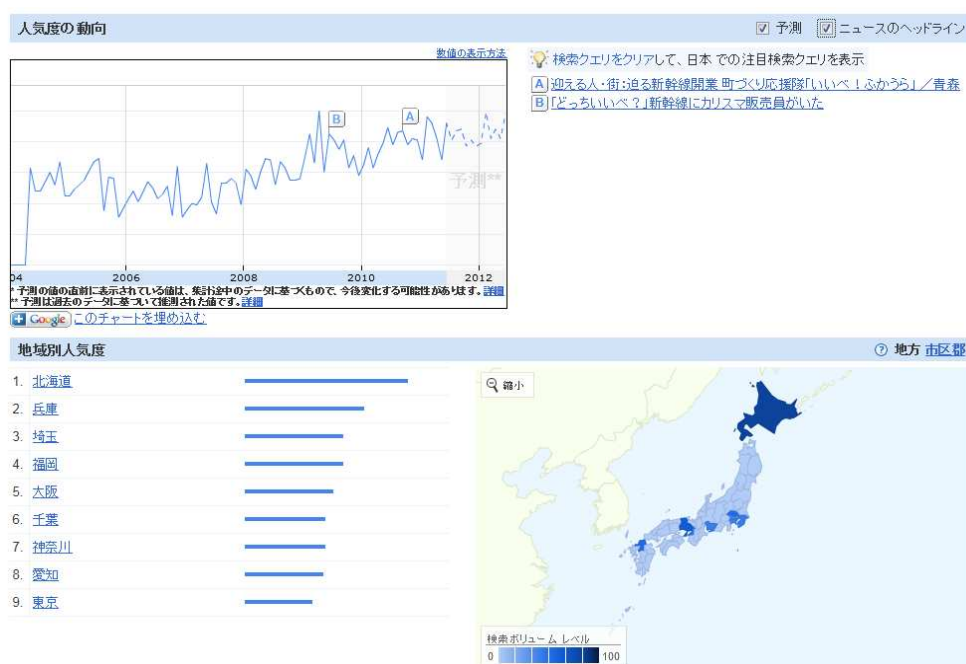 人気度の動向
予測 ニュースのヘッドライン
数値の表示方法
検索クエリをクリアして、日本 での注目検索クエリを表示
A 迎える人・街:迫る新幹線開業 町づくり応援隊「いいべ！ふかうら」／青森
B 「どっちいいべ？」新幹線にカリスマ販売員がいた
B A
予測**
04 2006 2008 2010 2012
* 予測の値の直前に表示されている値は、集計途中のデータに基づくもので、今後変化する可能性があります。詳細
** 予測は過去のデータに基づいて推測された値です。詳細
Google このチャートを埋め込む
地域別人気度
地方 市区郡
1. 北海道
2. 兵庫
3. 埼玉
4. 福岡
5. 大阪
6. 千葉
7. 神奈川
8. 愛知
9. 東京
縮小
検索ボリューム レベル
0 100